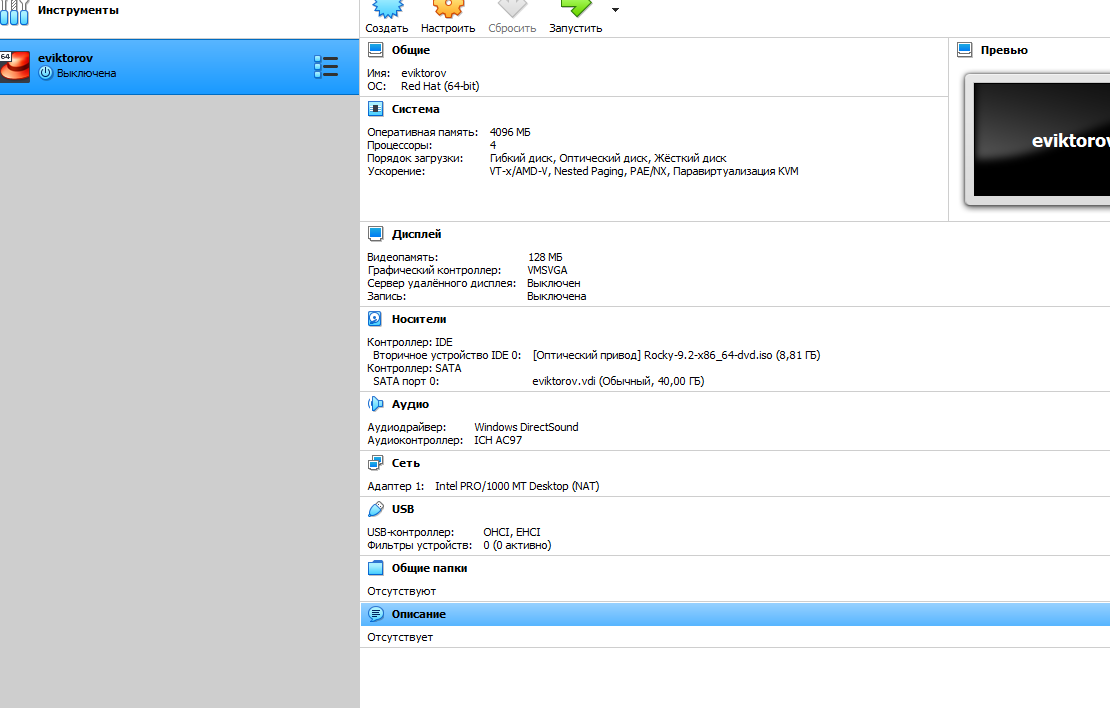 Инструменты
Создать Настроить Сбросить Запустить
64
eviktorov
Выключена
Общие
Имя: eviktorov
ОС: Red Hat (64-bit)
Превью
eviktorov
Система
Оперативная память: 4096 МБ
Процессоры: 4
Порядок загрузки: Гибкий диск, Оптический диск, Жёсткий диск
Ускорение: VT-x/AMD-V, Nested Paging, PAE/NX, Паравиртуализация KVM
Дисплей
Видеопамять: 128 МБ
Графический контроллер: VMSVGA
Сервер удалённого дисплея: Выключен
Запись: Выключена
Носители
Контроллер: IDE
Вторичное устройство IDE 0: [Оптический привод] Rocky-9.2-x86_64-dvd.iso (8,81 ГБ)
Контроллер: SATA
SATA порт 0: eviktorov.vdi (Обычный, 40,00 ГБ)
Аудио
Аудиодрайвер: Windows DirectSound
Аудиоконтроллер: ICH AC97
Сеть
Адаптер 1: Intel PRO/1000 MT Desktop (NAT)
USB
USB-контроллер: OHCI, EHCI
Фильтры устройств: 0 (0 активно)
Общие папки
Отсутствуют
Описание
Отсутствует